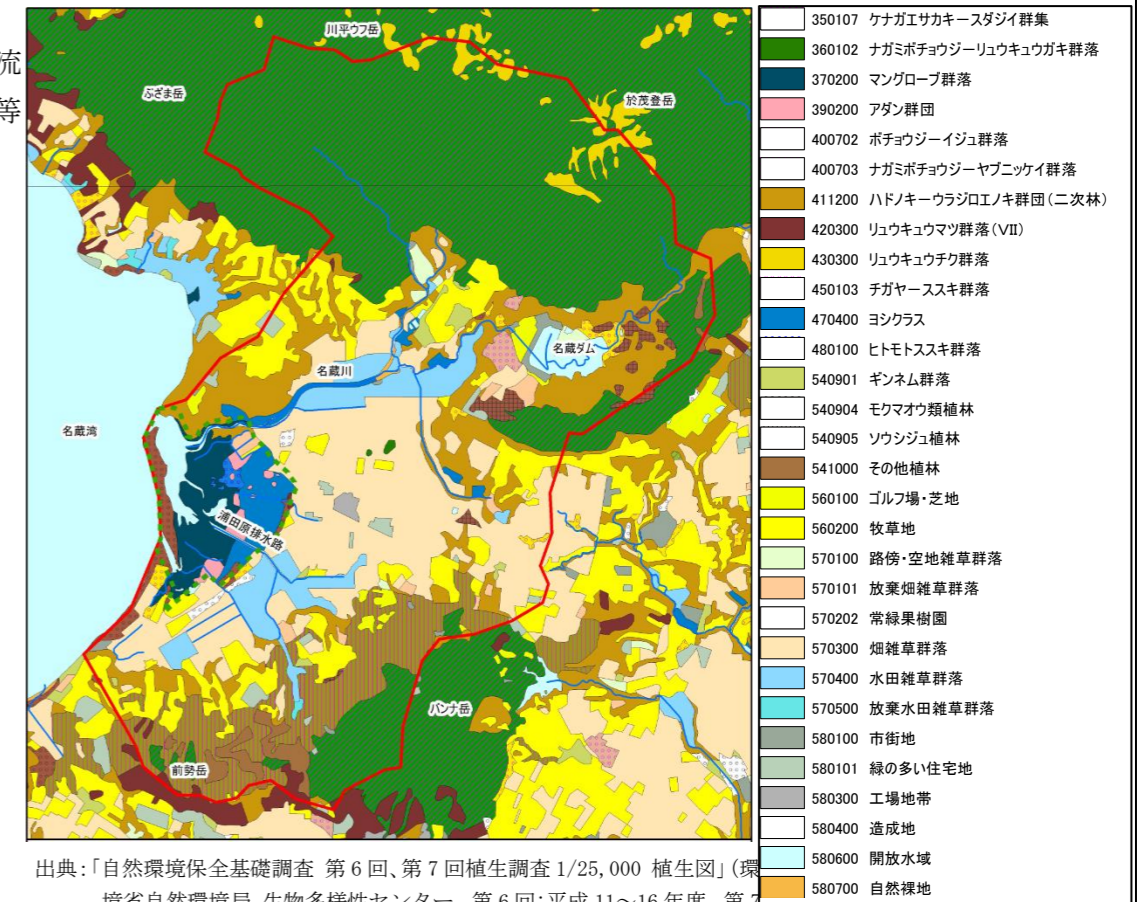 流
等
川平ウフ岳
ぶざま岳
於茂登岳
名蔵ダム
名蔵川
名蔵湾
浦田原排水路
バンナ岳
前勢岳
350107 ケナガエサカキースダジイ群集
360102 ナガミボチョウジーリュウキュウガキ群落
370200 マングローブ群落
390200 アダン群団
400702 ボチョウジーイジュ群落
400703 ナガミボチョウジーヤブニッケイ群落
411200 ハドノキーウラジロエノキ群団(二次林)
420300 リュウキュウマツ群落(Ⅶ)
430300 リュウキュウチク群落
450103 チガヤーススキ群落
470400 ヨシクラス
480100 ヒトモトススキ群落
540901 ギンネム群落
540904 モクマオウ類植林
540905 ソウシジュ植林
541000 その他植林
560100 ゴルフ場・芝地
560200 牧草地
570100 路傍・空地雑草群落
570101 放棄畑雑草群落
570202 常緑果樹園
570300 畑雑草群落
570400 水田雑草群落
570500 放棄水田雑草群落
580100 市街地
580101 緑の多い住宅地
580300 工場地帯
580400 造成地
580600 開放水域
580700 自然裸地
出典:「自然環境保全基礎調査 第6回、第7回植生調査 1/25,000 植生図」(環
境省自然環境局 生物多様性センター 第6回:平成11～16年度 第7